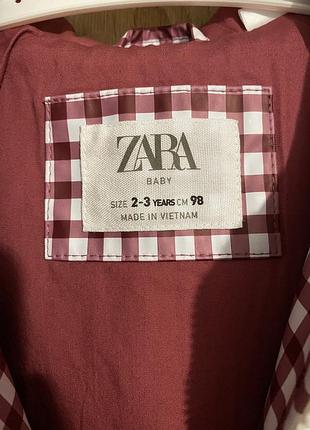 ZARA
BABY
SIZE 2-3 YEARS CM 98
MADE IN VIETNAM